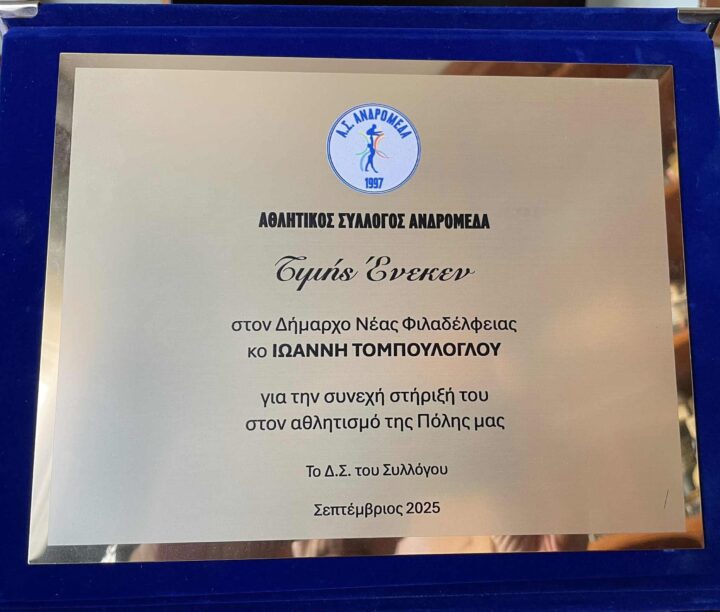 Α.Σ. ΑΝΔΡΟΜΕΔΑ
1997
ΑΘΛΗΤΙΚΟΣ ΣΥΛΛΟΓΟΣ ΑΝΔΡΟΜΕΔΑ
Τιμής Ένεκεν
στον Δήμαρχο Νέας Φιλαδέλφειας
κο ΙΩΑΝΝΗ ΤΟΜΠΟΥΛΟΓΛΟΥ
για την συνεχή στήριξή του
στον αθλητισμό της Πόλης μας
Το Δ.Σ. του Συλλόγου
Σεπτέμβριος 2025